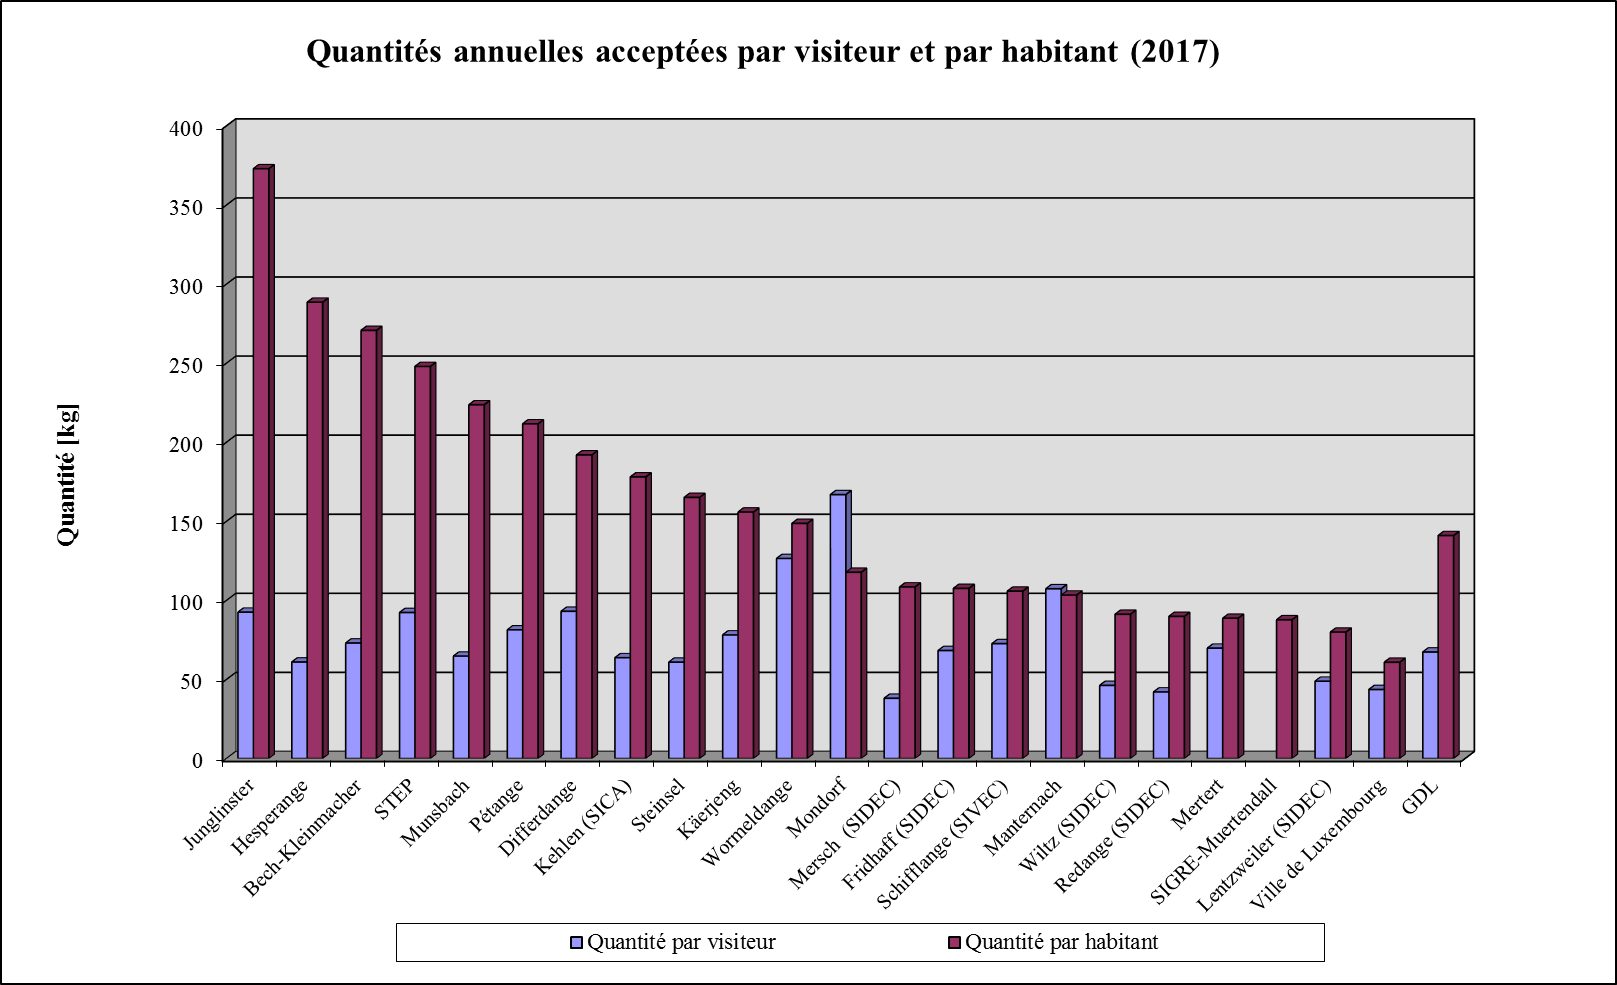 Quantités annuelles acceptées par visiteur et par habitant (2017)
Quantité [kg]
400
350
300
250
200
150
100
50
0
Junglinster
Hesperange
Bech-Kleinmacher
STEP
Munsbach
Pétange
Differdange
Kehlen (SICA)
Steinsel
Käerjeng
Wormeldange
Mondorf
Mersch (SIDEC)
Fridhaff (SIDEC)
Schifflange (SIVEC)
Manternach
Wiltz (SIDEC)
Redange (SIDEC)
Mertert
SIGRE-Muertendall
Lentzweiler (SIDEC)
Ville de Luxembourg
GDL
Quantité par visiteur
Quantité par habitant